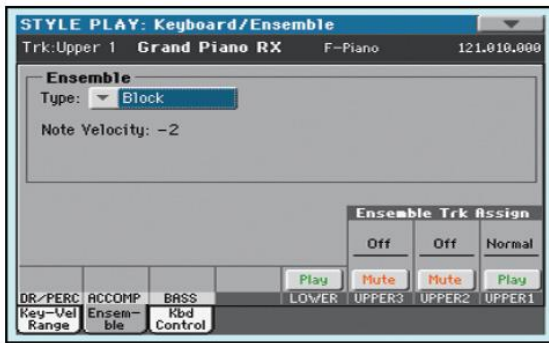 STYLE PLAY: Keyboard/Ensemble
Trk:Upper 1 Grand Piano RX F-Piano 121.010.000
Ensemble
Type: Block
Note Velocity: -2
Ensemble Trk Assign
Off Off Normal
Play Mute Mute Play
DR/PERC ACCOMP BASS LOWER UPPER3 UPPER2 UPPER1
Key-Vel Range Ensem-ble Kbd Control